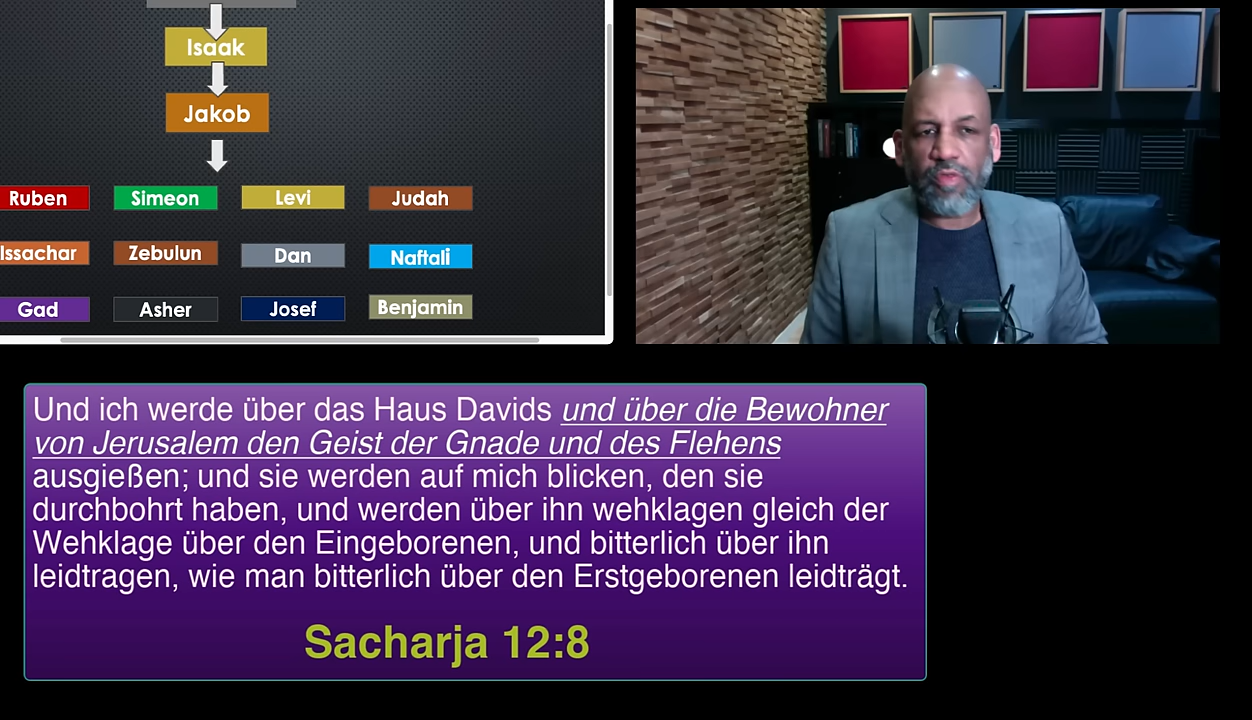 Isaak
Jakob
Ruben Simeon Levi Judah
Issachar Zebulun Dan Naftali
Gad Asher Josef Benjamin
Und ich werde über das Haus Davids und über die Bewohner
von Jerusalem den Geist der Gnade und des Flehens
ausgießen; und sie werden auf mich blicken, den sie
durchbohrt haben, und werden über ihn wehklagen gleich der
Wehklage über den Eingeborenen, und bitterlich über ihn
leidtragen, wie man bitterlich über den Erstgeborenen leidträgt.
Sacharja 12:8